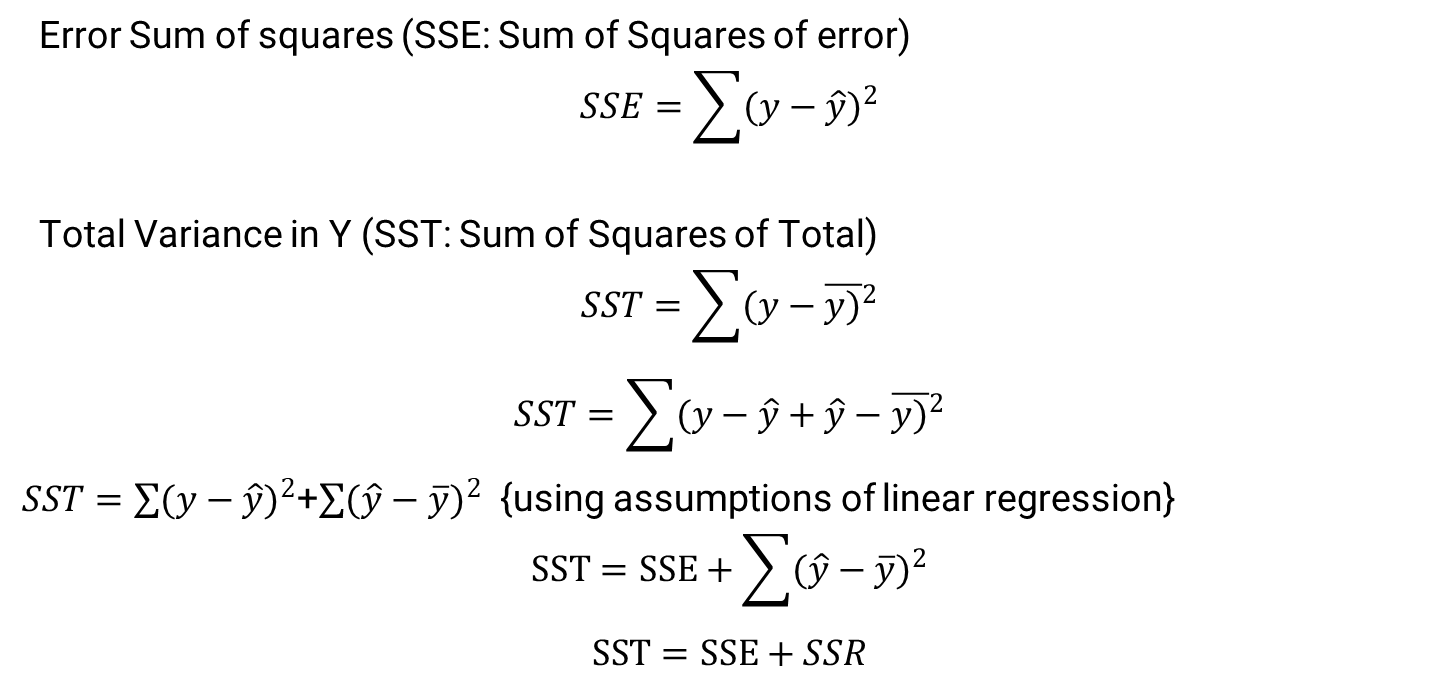 Error Sum of squares (SSE: Sum of Squares of error)
SSE = ∑(y − ŷ)²
Total Variance in Y (SST: Sum of Squares of Total)
SST = ∑(y − y̅)̅²
SST = ∑(y − ŷ + ŷ − y̅)̅²
SST = ∑(y − ŷ)²+∑(ŷ − y̅)² {using assumptions of linear regression}
SST = SSE + ∑(ŷ − y̅)²
SST = SSE + SSR